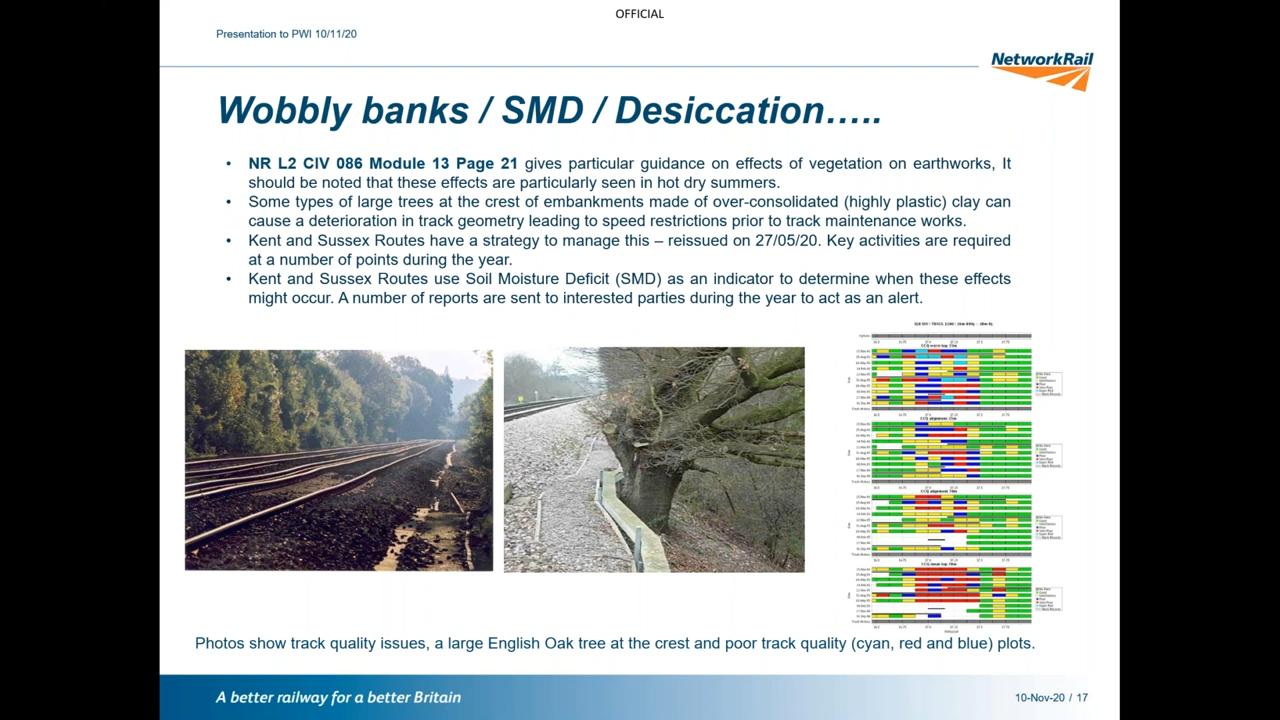 OFFICIAL
Presentation to PWI 10/11/20
NetworkRail
Wobbly banks / SMD / Desiccation…..
• NR L2 CIV 086 Module 13 Page 21 gives particular guidance on effects of vegetation on earthworks, It
should be noted that these effects are particularly seen in hot dry summers.
• Some types of large trees at the crest of embankments made of over-consolidated (highly plastic) clay can
cause a deterioration in track geometry leading to speed restrictions prior to track maintenance works.
• Kent and Sussex Routes have a strategy to manage this – reissued on 27/05/20. Key activities are required
at a number of points during the year.
• Kent and Sussex Routes use Soil Moisture Deficit (SMD) as an indicator to determine when these effects
might occur. A number of reports are sent to interested parties during the year to act as an alert.
Photos show track quality issues, a large English Oak tree at the crest and poor track quality (cyan, red and blue) plots.
A better railway for a better Britain
10-Nov-20 / 17